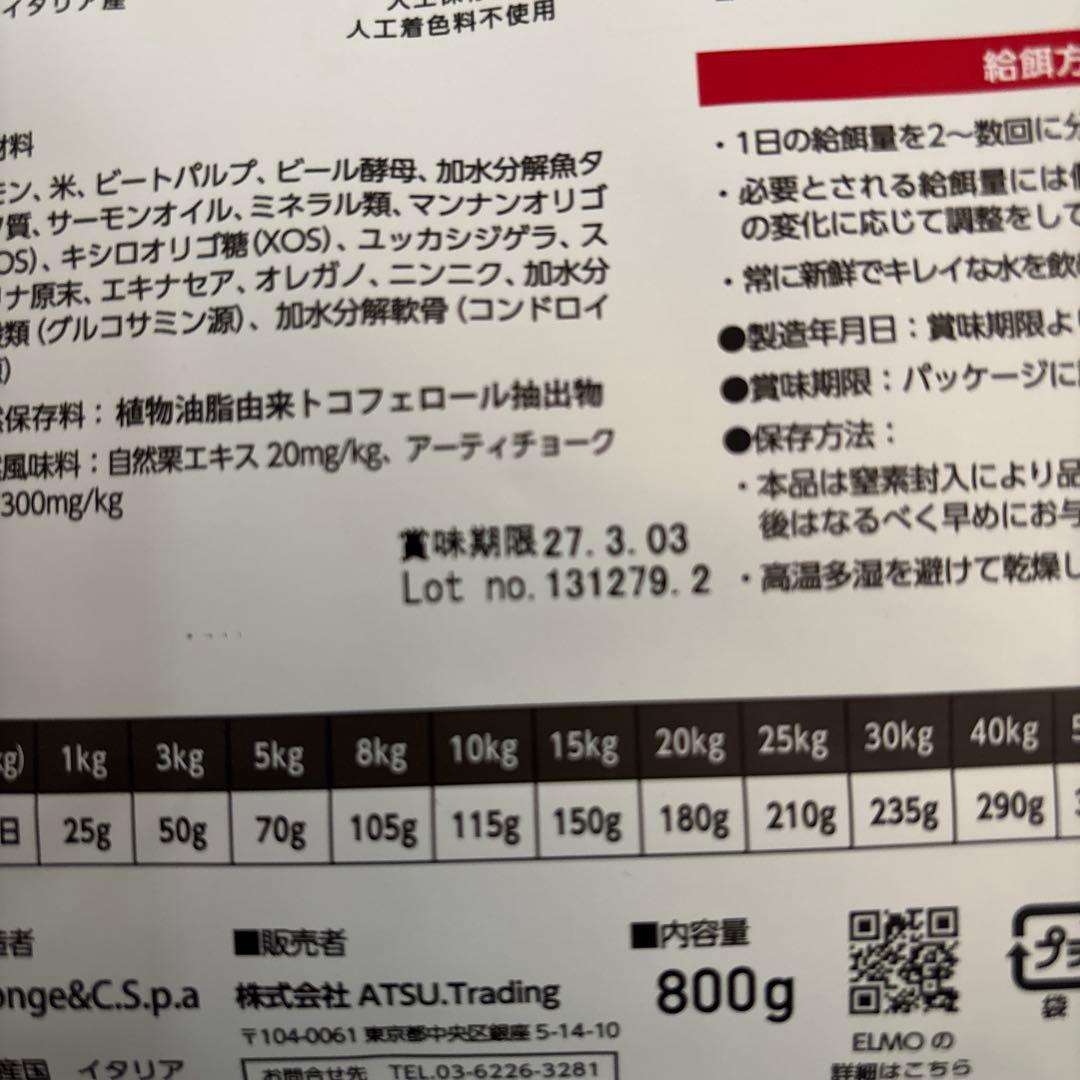 イタリア産
人工着色料不使用
給餌方
材料
モン、米、ビートパルプ、ビール酵母、加水分解魚タ
質、サーモンオイル、ミネラル類、マンナンオリゴ
OS)、キシロオリゴ糖(XOS)、ユッカシジゲラ、ス
リナ原末、エキナセア、オレガノ、ニンニク、加水分
類(グルコサミン源)、加水分解軟骨(コンドロイ
)
保存料：植物油脂由来トコフェロール抽出物
風味料：自然栗エキス 20mg/kg、アーティチョーク
300mg/kg
賞味期限27.3.03
Lot no.131279.2
・1日の給餌量を2〜数回に分
・必要とされる給餌量には個
の変化に応じて調整をして
・常に新鮮でキレイな水を飲
●製造年月日：賞味期限よ
●賞味期限：パッケージに
●保存方法：
・本品は窒素封入により品
後はなるべく早めにお与
・高温多湿を避けて乾燥し
kg) 1kg 3kg 5kg 8kg 10kg 15kg 20kg 25kg 30kg 40kg 5
日 25g 50g 70g 105g 115g 150g 180g 210g 235g 290g 3
造者
onge&C.S.p.a
産国 イタリア
■販売者
株式会社 ATSU.Trading
〒104-0061 東京都中央区銀座 5-14-10
お問合せ先 TEL.03-6226-3281
■内容量
800g
ELMO の
詳細はこちら
プラ
袋